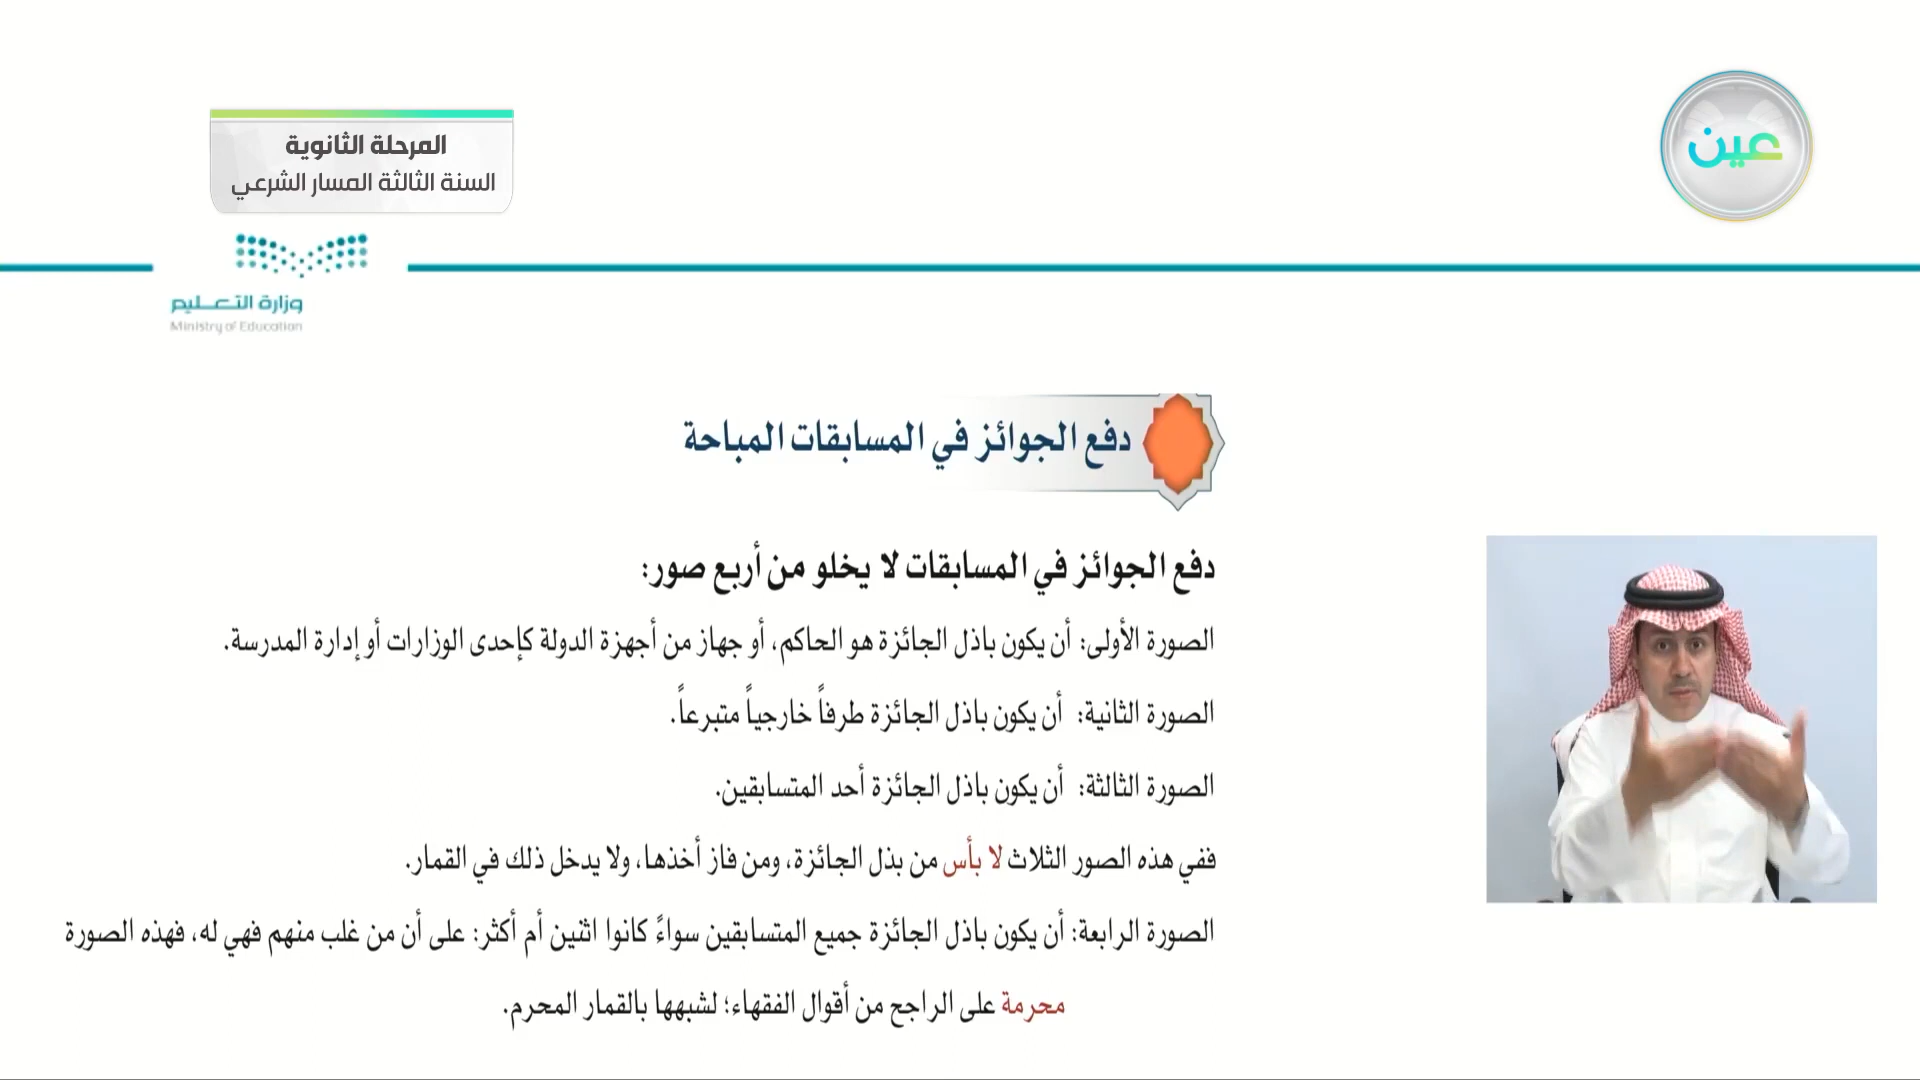 المرحلة الثانوية
السنة الثالثة المسار الشرعي
عين
وزارة التعليم
Ministry of Education
دفع الجوائز في المسابقات المباحة
دفع الجوائز في المسابقات لا يخلو من أربع صور:
الصورة الأولى: أن يكون باذل الجائزة هو الحاكم، أو جهاز من أجهزة الدولة كإحدى الوزارات أو إدارة المدرسة.
الصورة الثانية: أن يكون باذل الجائزة طرفاً خارجياً متبرعاً.
الصورة الثالثة: أن يكون باذل الجائزة أحد المتسابقين.
ففي هذه الصور الثلاث لا بأس من بذل الجائزة، ومن فاز أخذها، ولا يدخل ذلك في القمار.
الصورة الرابعة: أن يكون باذل الجائزة جميع المتسابقين سواءً كانوا اثنين أم أكثر: على أن من غلب منهم فهي له، فهذه الصورة
محرمة على الراجح من أقوال الفقهاء؛ لشبهها بالقمار المحرم.